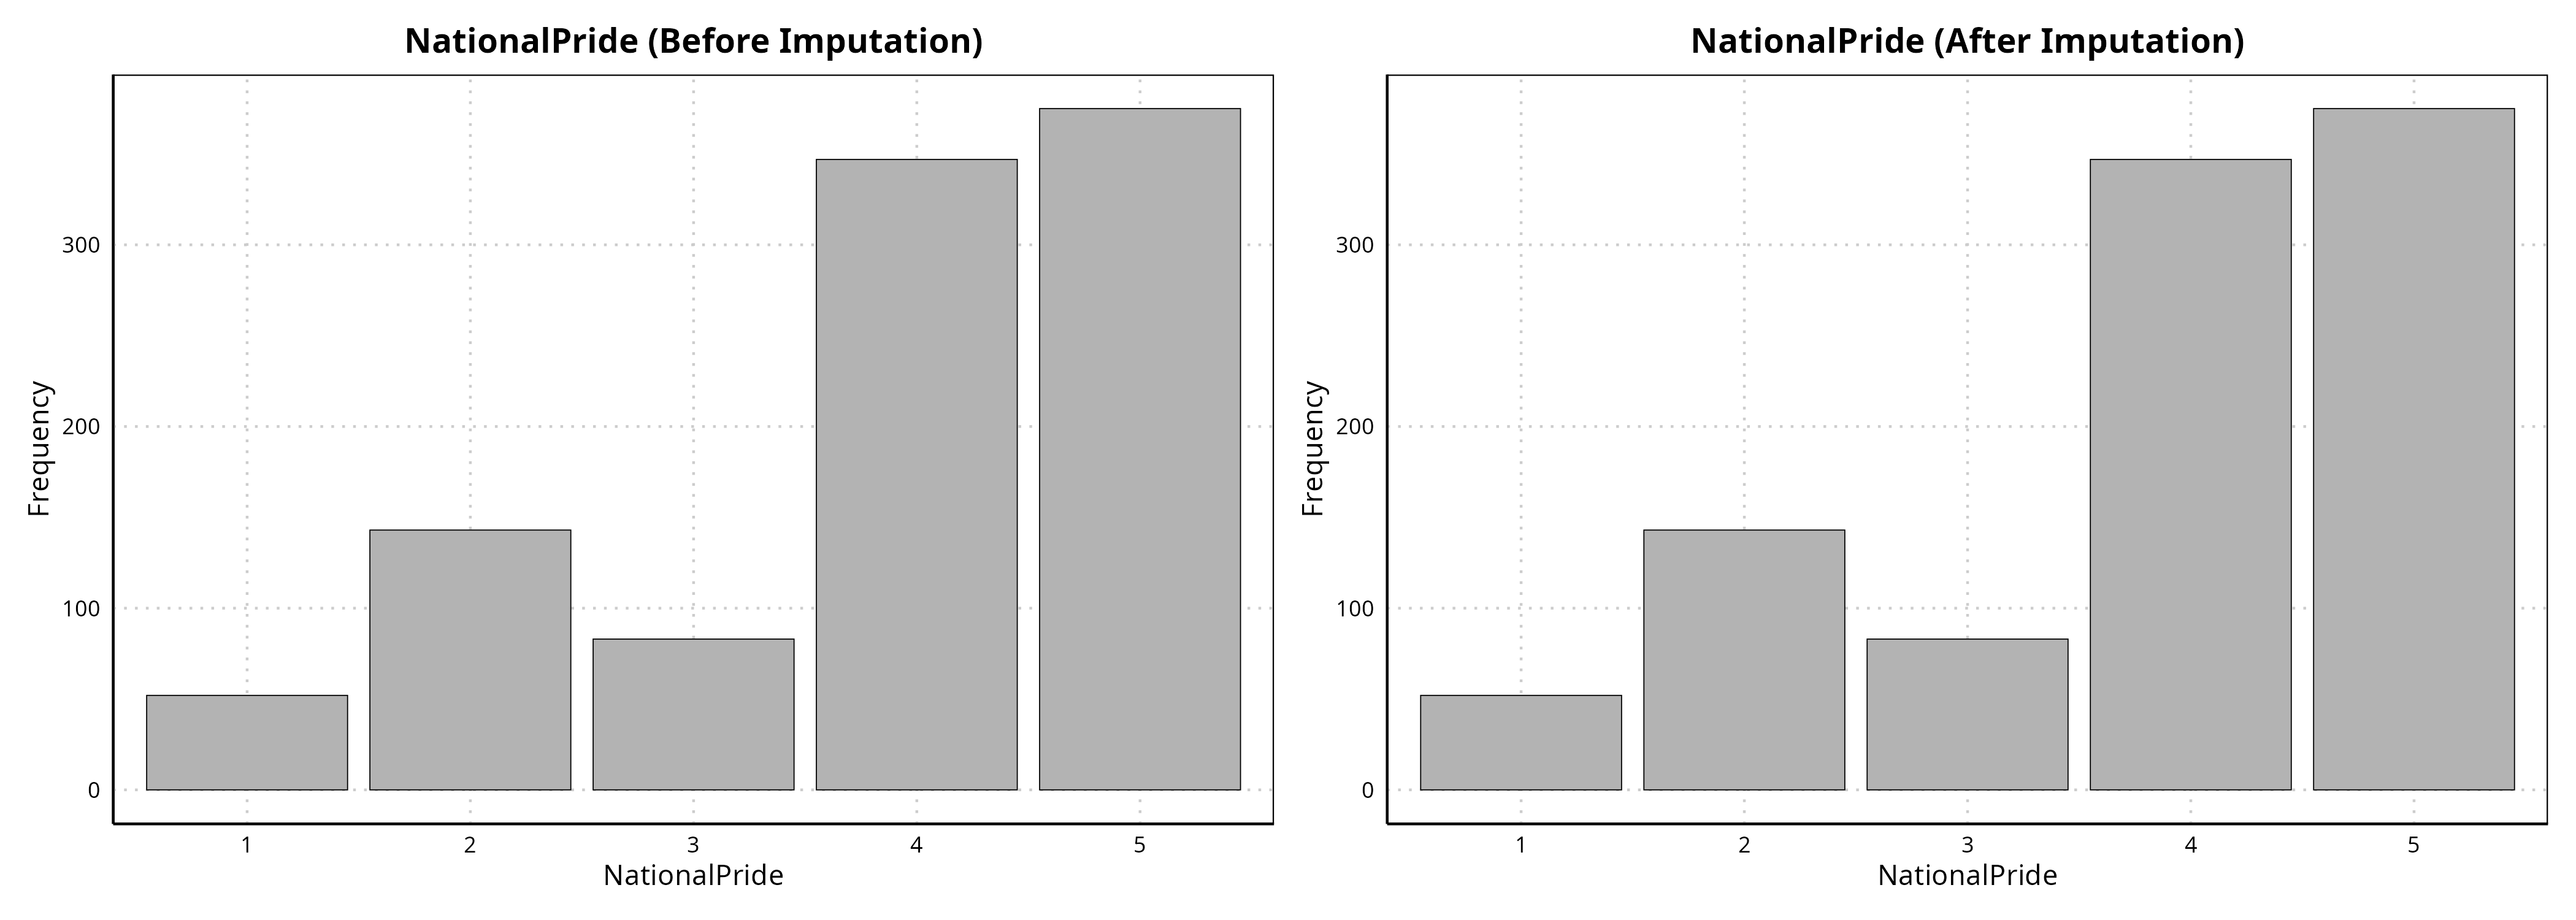 NationalPride (Before Imputation)
Frequency
300
200
100
0
1 2 3 4 5
NationalPride
NationalPride (After Imputation)
Frequency
300
200
100
0
1 2 3 4 5
NationalPride